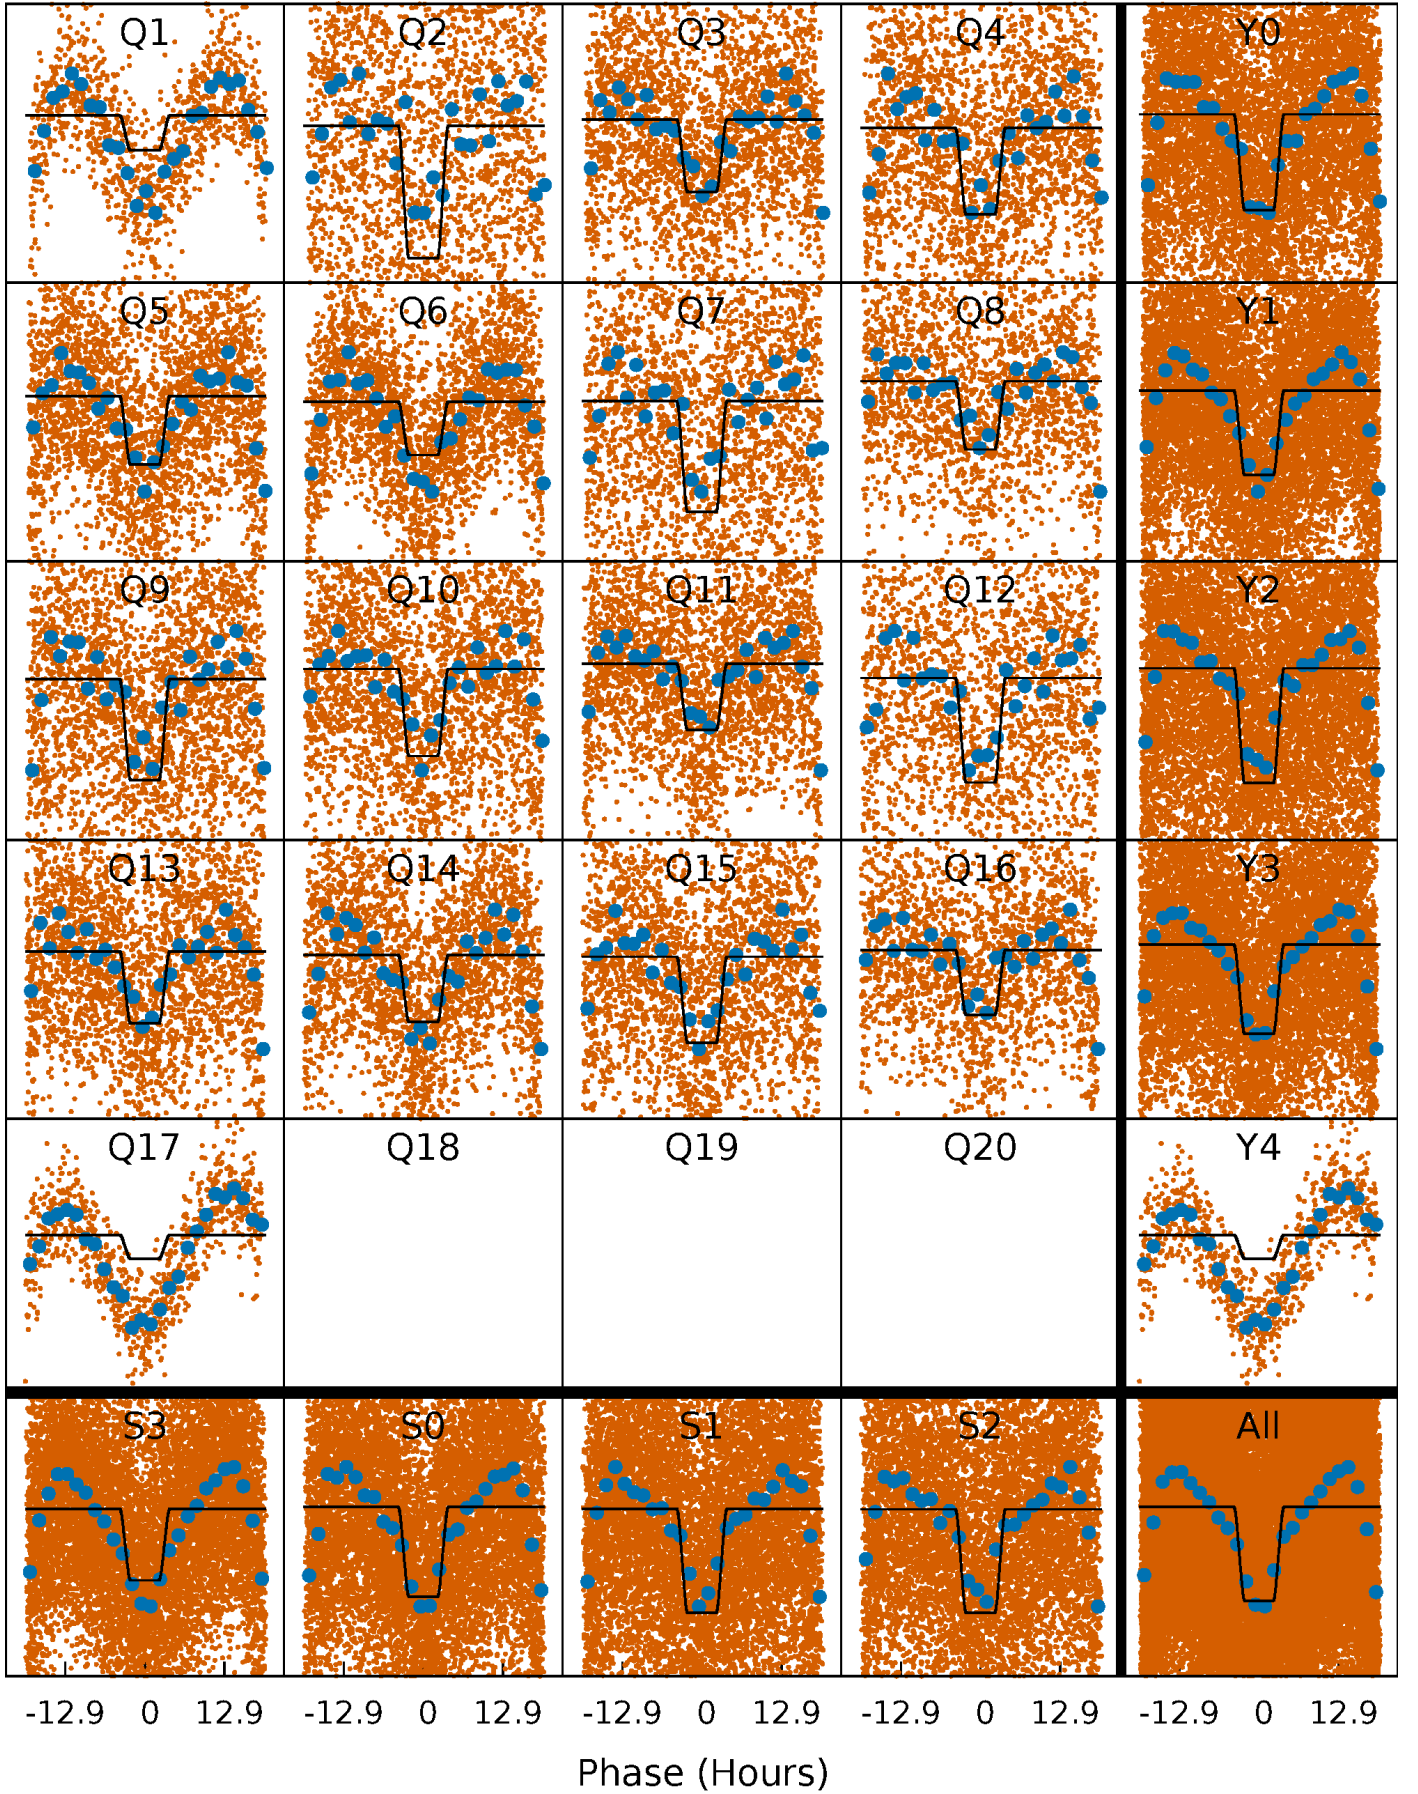 Q1 Q2 Q3 Q4 Y0
Q5 Q6 Q7 Q8 Y1
Q9 Q10 Q11 Q12 Y2
Q13 Q14 Q15 Q16 Y3
Q17 Q18 Q19 Q20 Y4
S3 S0 S1 S2 All
-12.9 0 12.9 -12.9 0 12.9 -12.9 0 12.9 -12.9 0 12.9 -12.9 0 12.9
Phase (Hours)